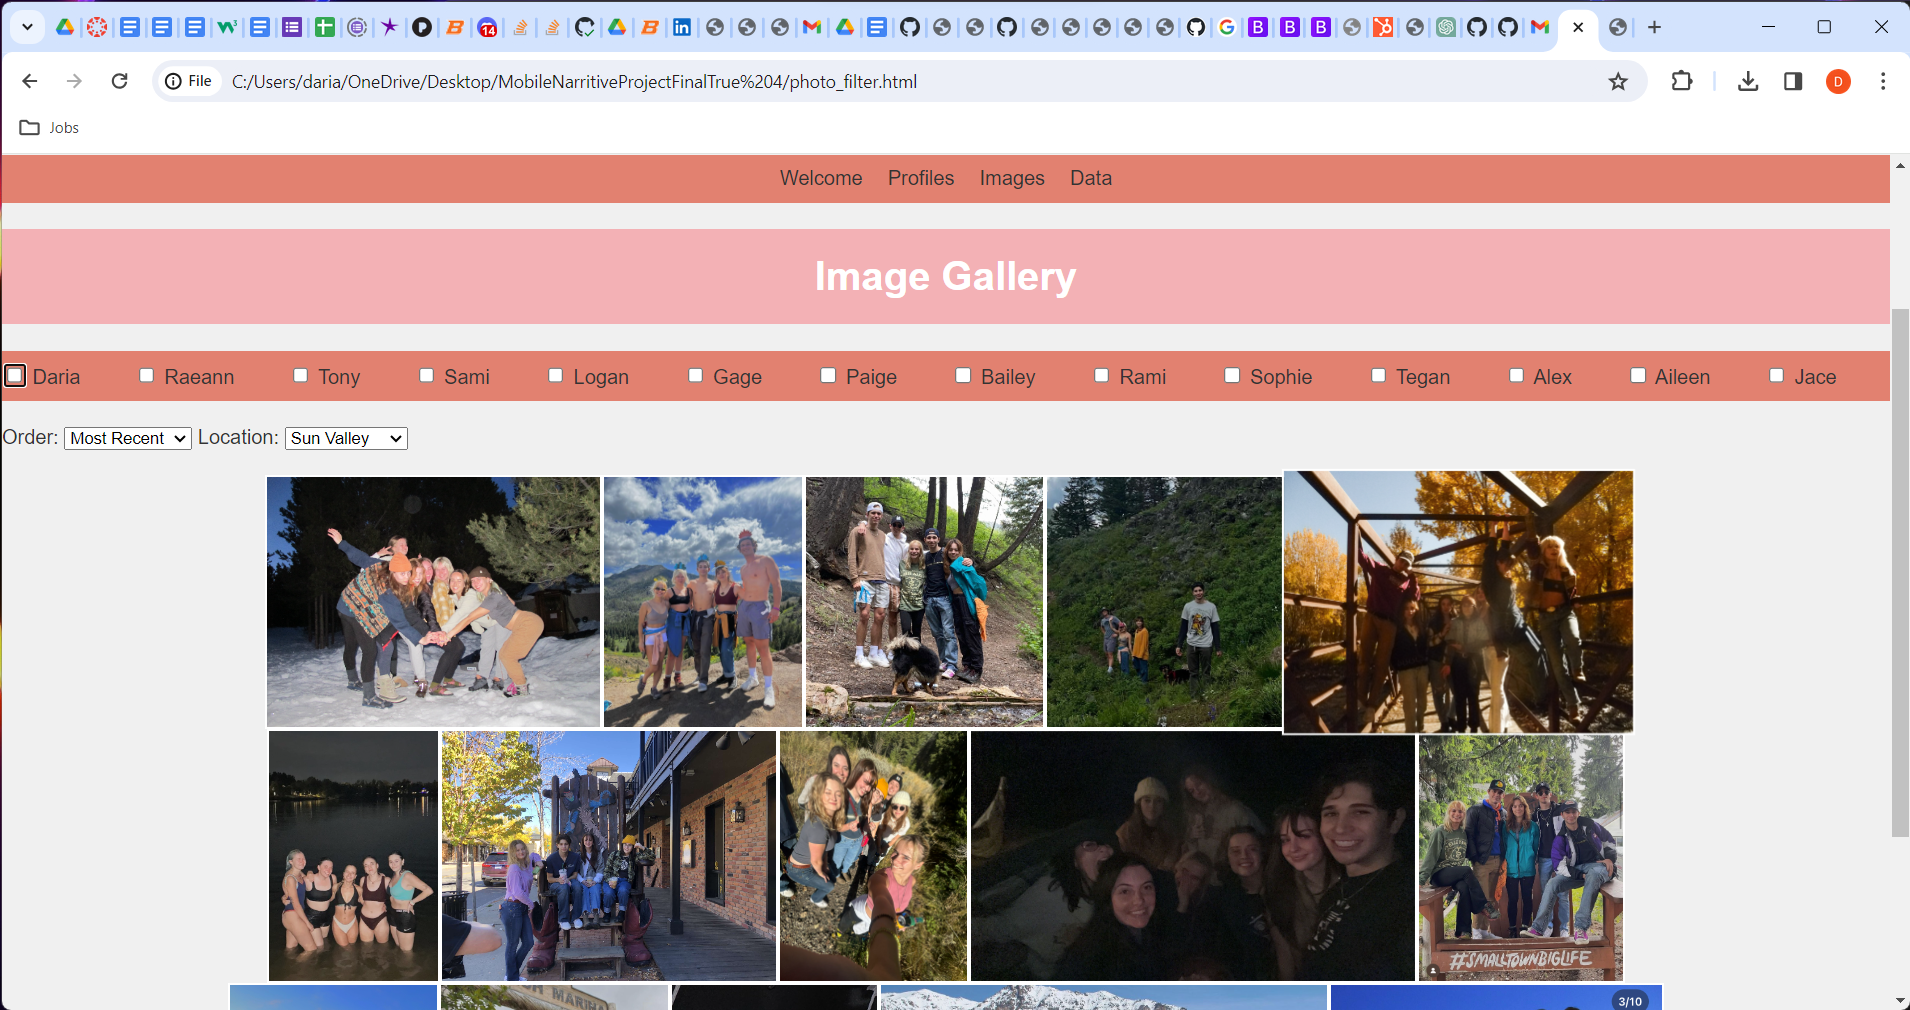 14
File C:/Users/daria/OneDrive/Desktop/MobileNarritiveProjectFinalTrue%204/photo_filter.html D
Jobs
Welcome Profiles Images Data
Image Gallery
Daria Raeann Tony Sami Logan Gage Paige Bailey Rami Sophie Tegan Alex Aileen Jace
Order: Most Recent Location: Sun Valley
#SMALLTOWNBIGLIFE
3/10